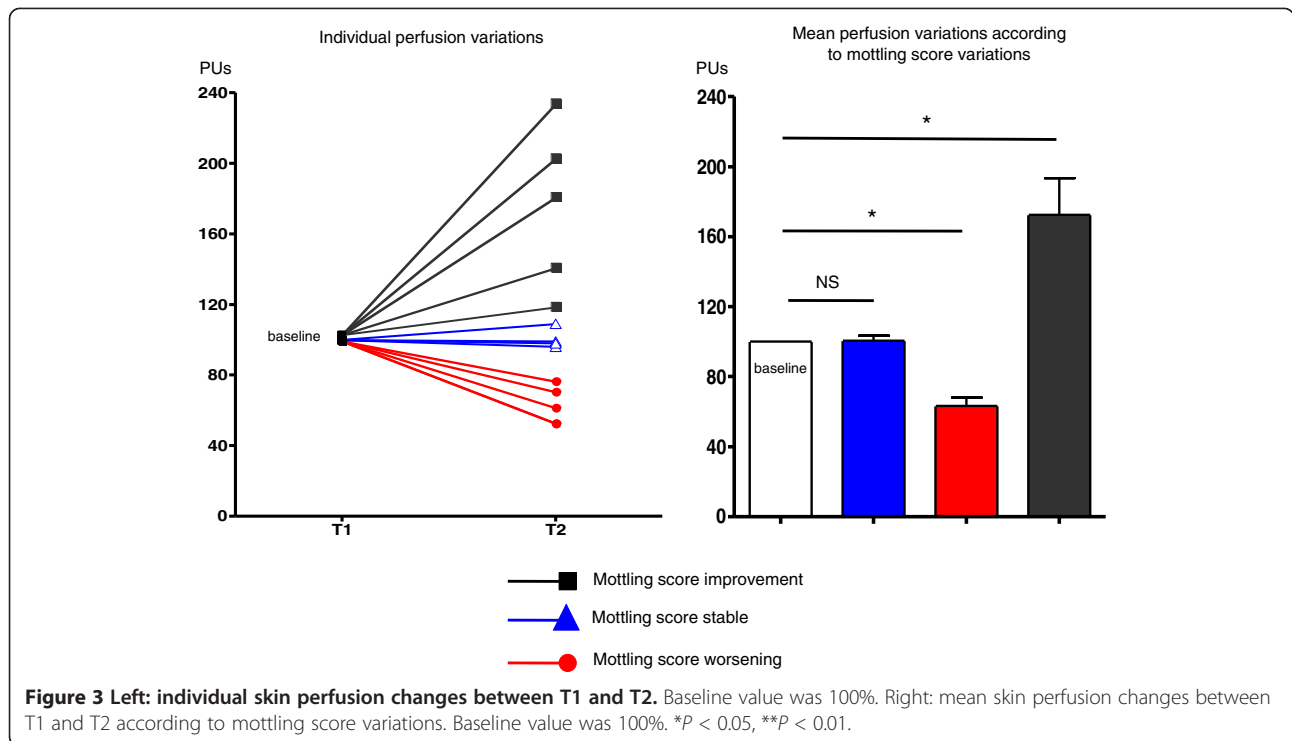 Individual perfusion variations
PUs
240
200
160
120
80
40
0
baseline
T1
T2
Mean perfusion variations according
to mottling score variations
PUs
240
200
160
120
80
40
0
*
*
NS
baseline
Mottling score improvement
Mottling score stable
Mottling score worsening
Figure 3 Left: individual skin perfusion changes between T1 and T2. Baseline value was 100%. Right: mean skin perfusion changes between
T1 and T2 according to mottling score variations. Baseline value was 100%. *P < 0.05, **P < 0.01.